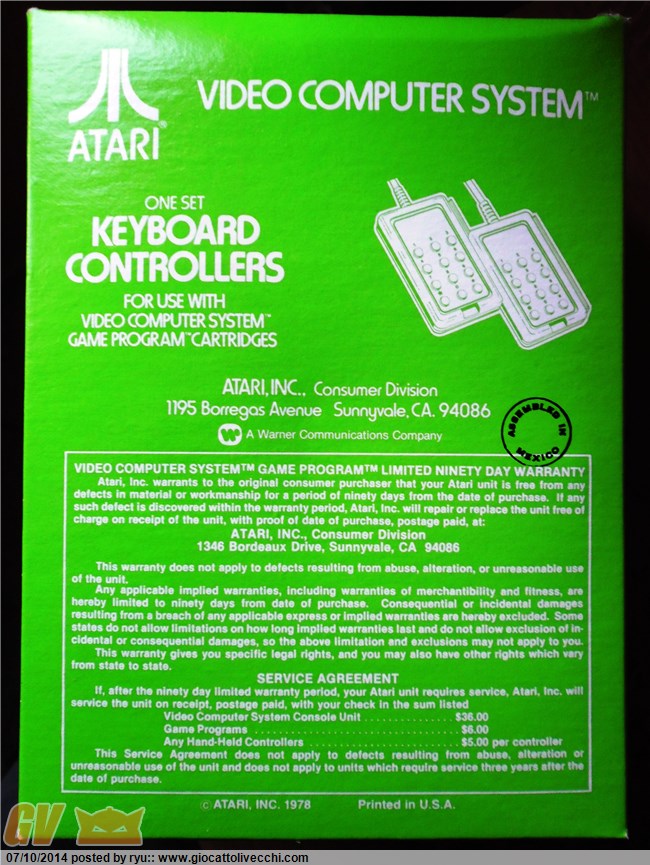 ATARI®
VIDEO COMPUTER SYSTEM™
ONE SET
KEYBOARD
CONTROLLERS
FOR USE WITH
VIDEO COMPUTER SYSTEM™
GAME PROGRAM™ CARTRIDGES
ATARI, INC., Consumer Division
1195 Borregas Avenue Sunnyvale, CA. 94086
A Warner Communications Company
ASSEMBLED IN
MEXICO
VIDEO COMPUTER SYSTEM™ GAME PROGRAM™ LIMITED NINETY DAY WARRANTY
Atari, Inc. warrants to the original consumer purchaser that your Atari unit is free from any
defects in material or workmanship for a period of ninety days from the date of purchase. If any
such defect is discovered within the warranty period, Atari, Inc. will repair or replace the unit free of
charge on receipt of the unit, with proof of date of purchase, postage paid, at:
ATARI, INC., Consumer Division
1346 Bordeaux Drive, Sunnyvale, CA 94086
This warranty does not apply to defects resulting from abuse, alteration, or unreasonable use
of the unit.
Any applicable implied warranties, including warranties of merchantibility and fitness, are
hereby limited to ninety days from date of purchase. Consequential or incidental damages
resulting from a breach of any applicable express or implied warranties are hereby excluded. Some
states do not allow limitations on how long implied warranties last and do not allow exclusion of in-
cidental or consequential damages, so the above limitation and exclusions may not apply to you.
This warranty gives you specific legal rights, and you may also have other rights which vary
from state to state.
SERVICE AGREEMENT
If, after the ninety day limited warranty period, your Atari unit requires service, Atari, Inc. will
service the unit on receipt, postage paid, with your check in the sum listed
Video Computer System Console Unit . . . . . . . . . . . . . . . $36.00
Game Programs . . . . . . . . . . . . . . . . . . . . . . . . . . . . . . . . . $6.00
Any Hand-Held Controllers . . . . . . . . . . . . . . . . . . . . . . . . $5.00 per controller
This Service Agreement does not apply to defects resulting from abuse, alteration or
unreasonable use of the unit and does not apply to units which require service three years after the
date of purchase.
© ATARI, INC. 1978 Printed in U.S.A.
GV
07/10/2014 posted by ryu:: www.giocattolivecchi.com